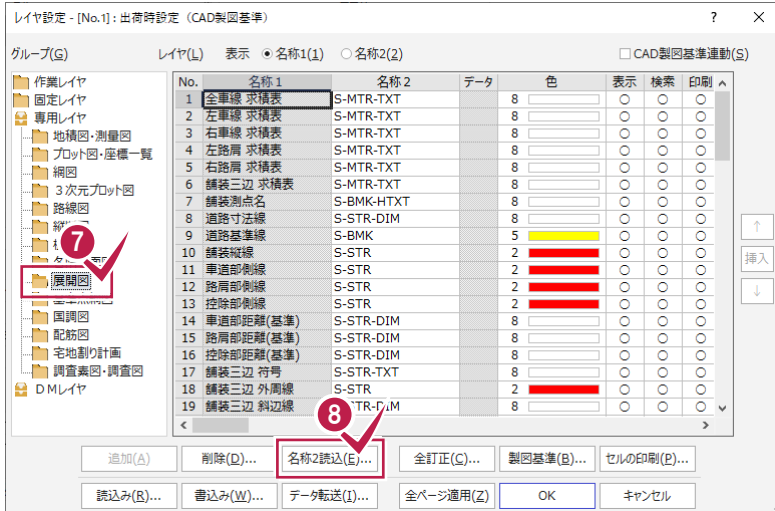 レイヤ設定 - [No.1] : 出荷時設定（CAD製図基準） ? ×
グループ(G) レイヤ(L) 表示 名称1(1) 名称2(2) CAD製図基準連動(S)
作業レイヤ
固定レイヤ
専用レイヤ
地積図・測量図
プロット図・座標一覧
網図
３次元プロット図
路線図
7
展開図
国調図
配筋図
宅地割り計画
調査素図・調査図
ＤＭレイヤ
No. 名称１ 名称２ データ 色 表示 検索 印刷
1 全車線 求積表 S-MTR-TXT 8 ○ ○ ○
2 左車線 求積表 S-MTR-TXT 8 ○ ○ ○
3 右車線 求積表 S-MTR-TXT 8 ○ ○ ○
4 左路肩 求積表 S-MTR-TXT 8 ○ ○ ○
5 右路肩 求積表 S-MTR-TXT 8 ○ ○ ○
6 舗装三辺 求積表 S-MTR-TXT 8 ○ ○ ○
7 舗装測点名 S-BMK-HTXT 8 ○ ○ ○
8 道路寸法線 S-STR-DIM 8 ○ ○ ○
9 道路基準線 S-BMK 5 ○ ○ ○
10 舗装縦線 S-STR 2 ○ ○ ○
11 車道部側線 S-STR 2 ○ ○ ○
12 路肩部側線 S-STR 2 ○ ○ ○
13 控除部側線 S-STR 2 ○ ○ ○
14 車道部距離(基準) S-STR-DIM 8 ○ ○ ○
15 路肩部距離(基準) S-STR-DIM 8 ○ ○ ○
16 控除部距離(基準) S-STR-DIM 8 ○ ○ ○
17 舗装三辺 符号 S-STR-TXT 8 ○ ○ ○
18 舗装三辺 外周線 S-STR 2 ○ ○ ○
19 舗装三辺 斜辺線 8 ○ ○ ○
↑
挿入
↓
8
追加(A) 削除(D)... 名称2読込(E)... 全訂正(C)... 製図基準(B)... セルの印刷(P)...
読込み(R)... 書込み(W)... データ転送(I)... 全ページ適用(Z) OK キャンセル